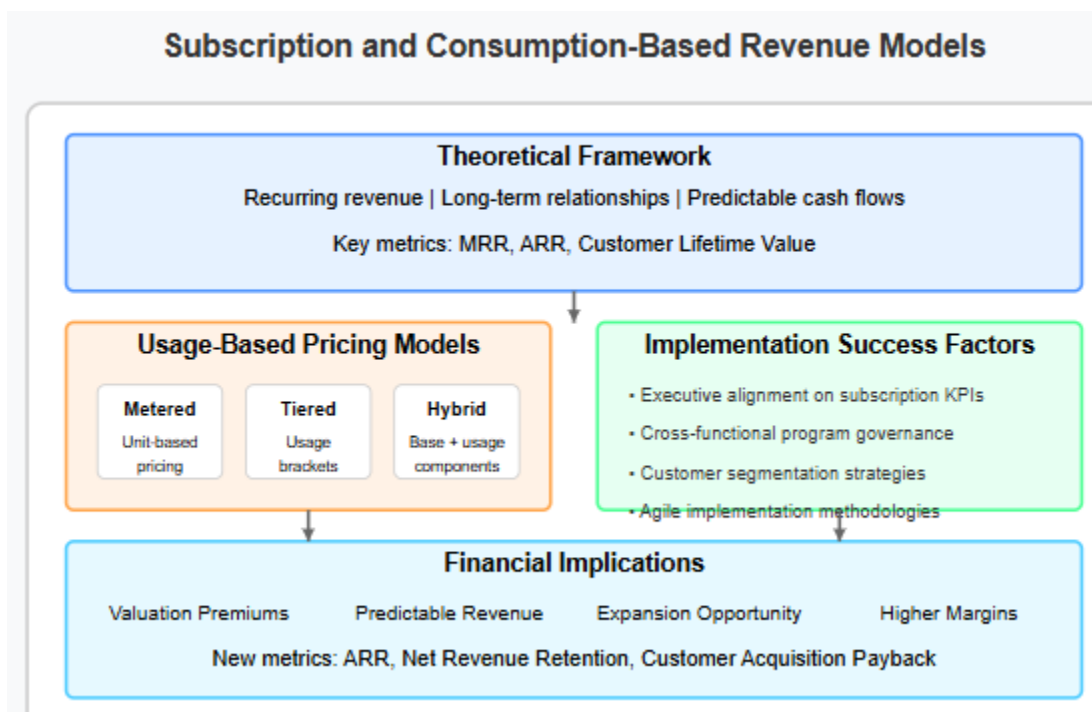 Subscription and Consumption-Based Revenue Models
Theoretical Framework
Recurring revenue | Long-term relationships | Predictable cash flows
Key metrics: MRR, ARR, Customer Lifetime Value
Usage-Based Pricing Models
Metered
Unit-based
pricing
Tiered
Usage
brackets
Hybrid
Base + usage
components
Implementation Success Factors
• Executive alignment on subscription KPIs
• Cross-functional program governance
• Customer segmentation strategies
• Agile implementation methodologies
Financial Implications
Valuation Premiums Predictable Revenue Expansion Opportunity Higher Margins
New metrics: ARR, Net Revenue Retention, Customer Acquisition Payback